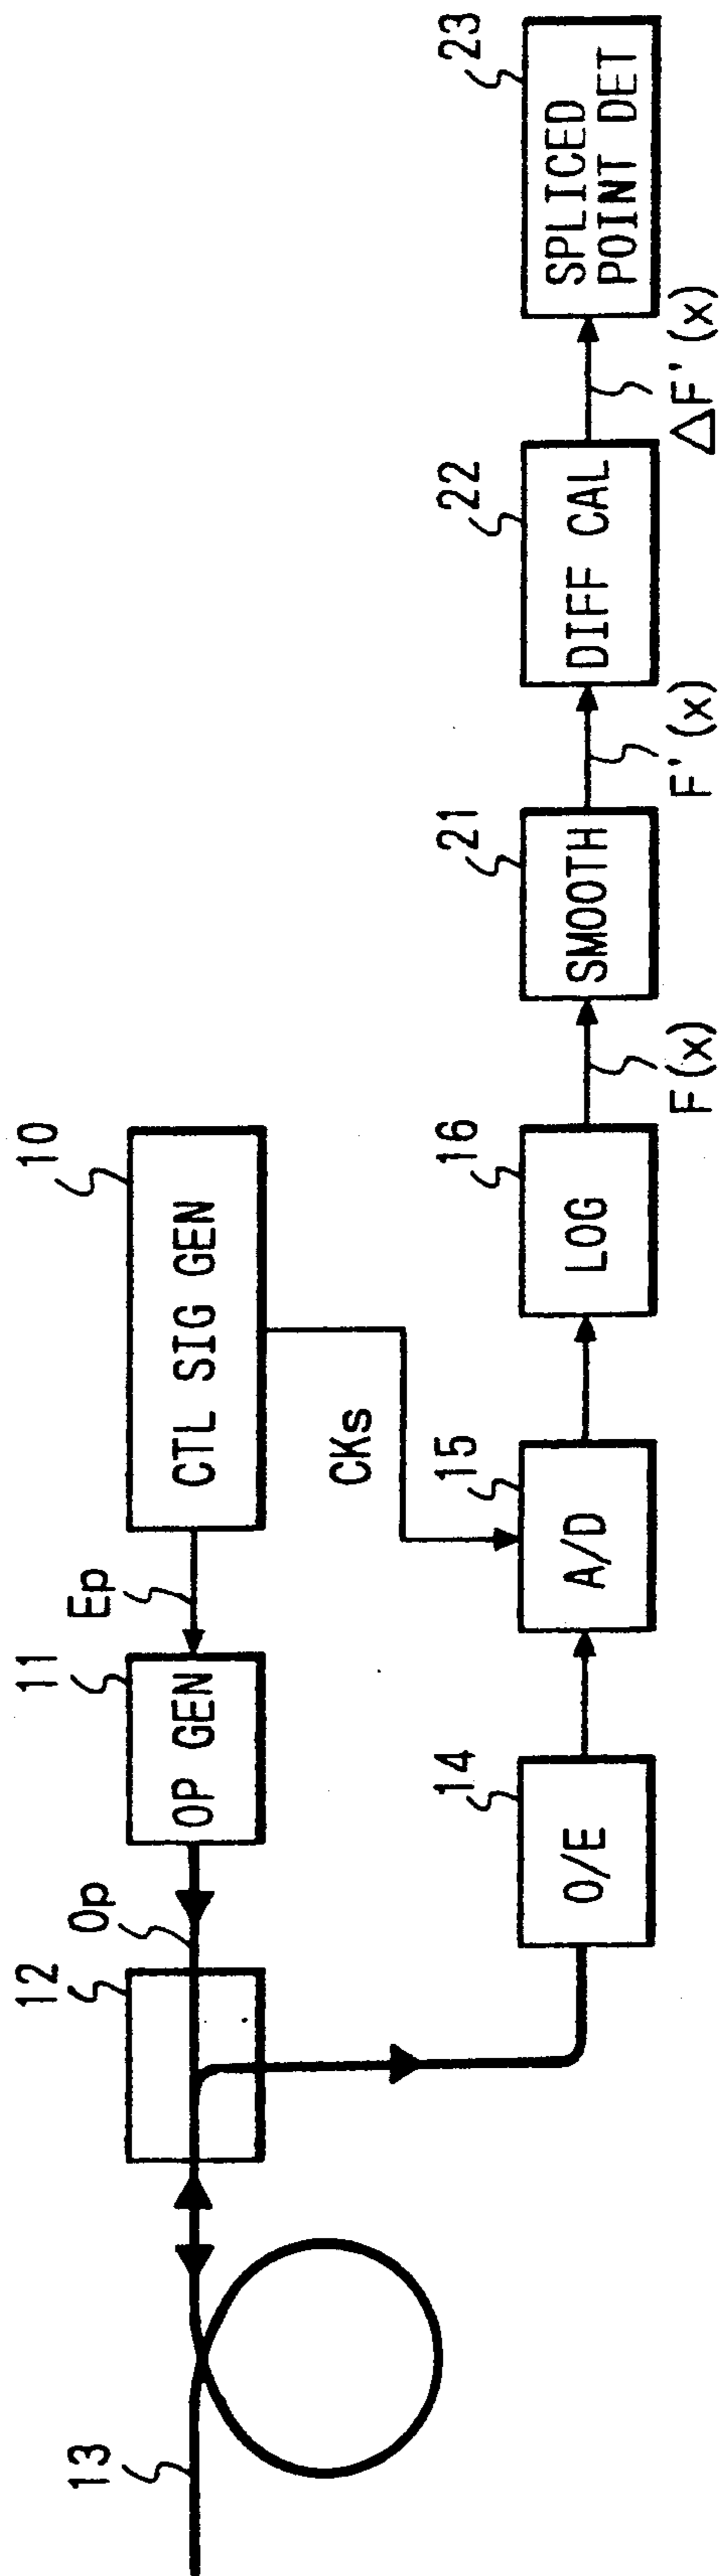 13
12
Op
11
OP GEN
Ep
10
CTL SIG GEN
CKs
14
O/E
15
A/D
16
LOG
F(x)
21
SMOOTH
F'(x)
22
DIFF CAL
△F'(x)
23
SPLICED
POINT DET